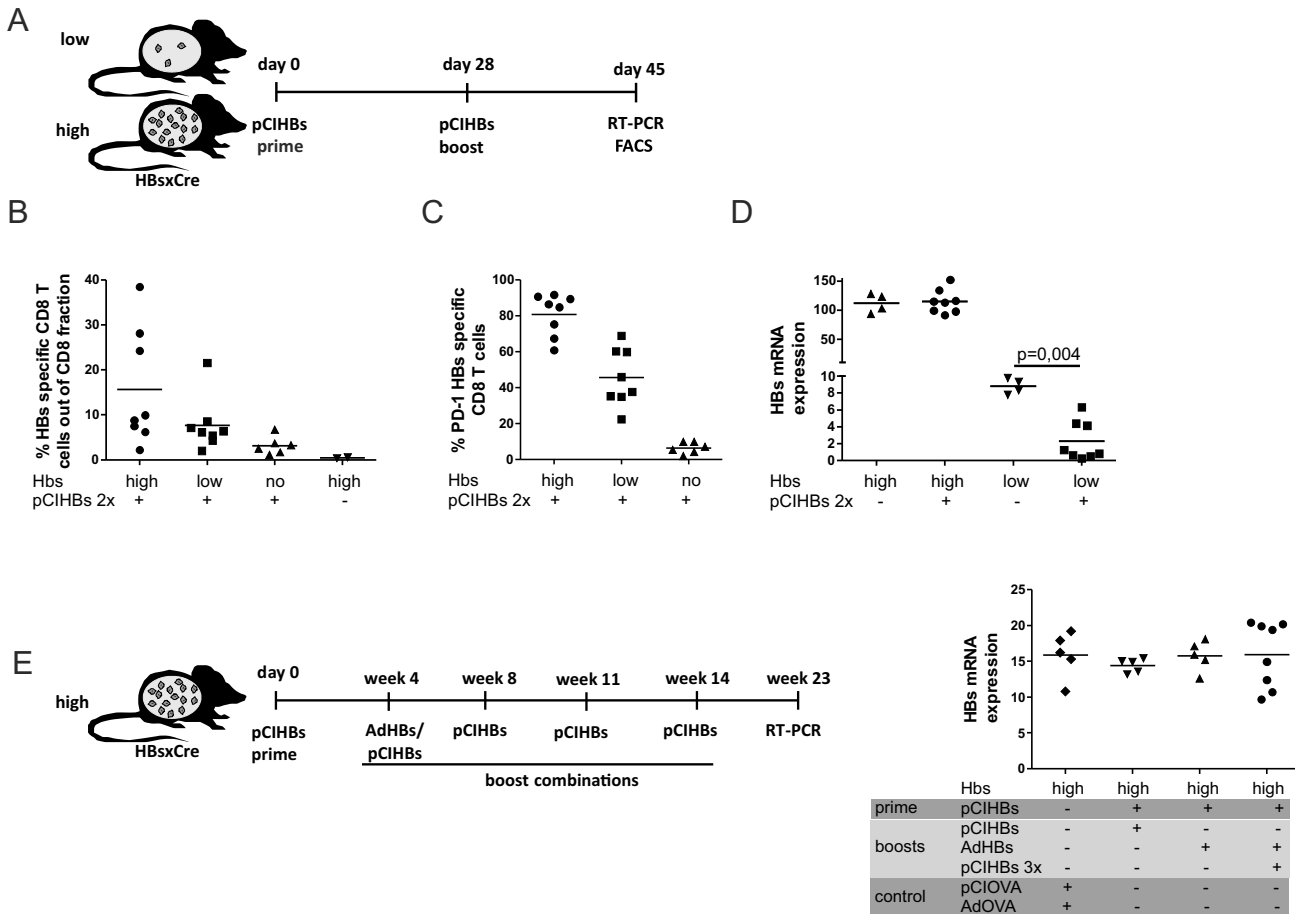 A
low
high
HBsxCre
day 0
day 28
day 45
pCIHBs
prime
pCIHBs
boost
RT-PCR
FACS
B
% HBs specific CD8 T
cells out of CD8 fraction
40
30
20
10
0
Hbs high low no high
pCIHBs 2x + + + -
C
% PD-1 HBs specific
CD8 T cells
100
80
60
40
20
0
Hbs high low no
pCIHBs 2x + + +
D
HBs mRNA
expression
150
100
50
10
8
6
4
2
0
p=0,004
Hbs high high low low
pCIHBs 2x - + - +
E
high
HBsxCre
day 0
week 4
week 8
week 11
week 14
week 23
pCIHBs
prime
AdHBs/
pCIHBs
pCIHBs
pCIHBs
pCIHBs
RT-PCR
boost combinations
HBs mRNA
expression
25
20
15
10
5
0
Hbs high high high high
prime pCIHBs - + + +
boosts
pCIHBs - + - -
AdHBs - - + +
pCIHBs 3x - - - +
control
pCIOVA + - - -
AdOVA + - - -